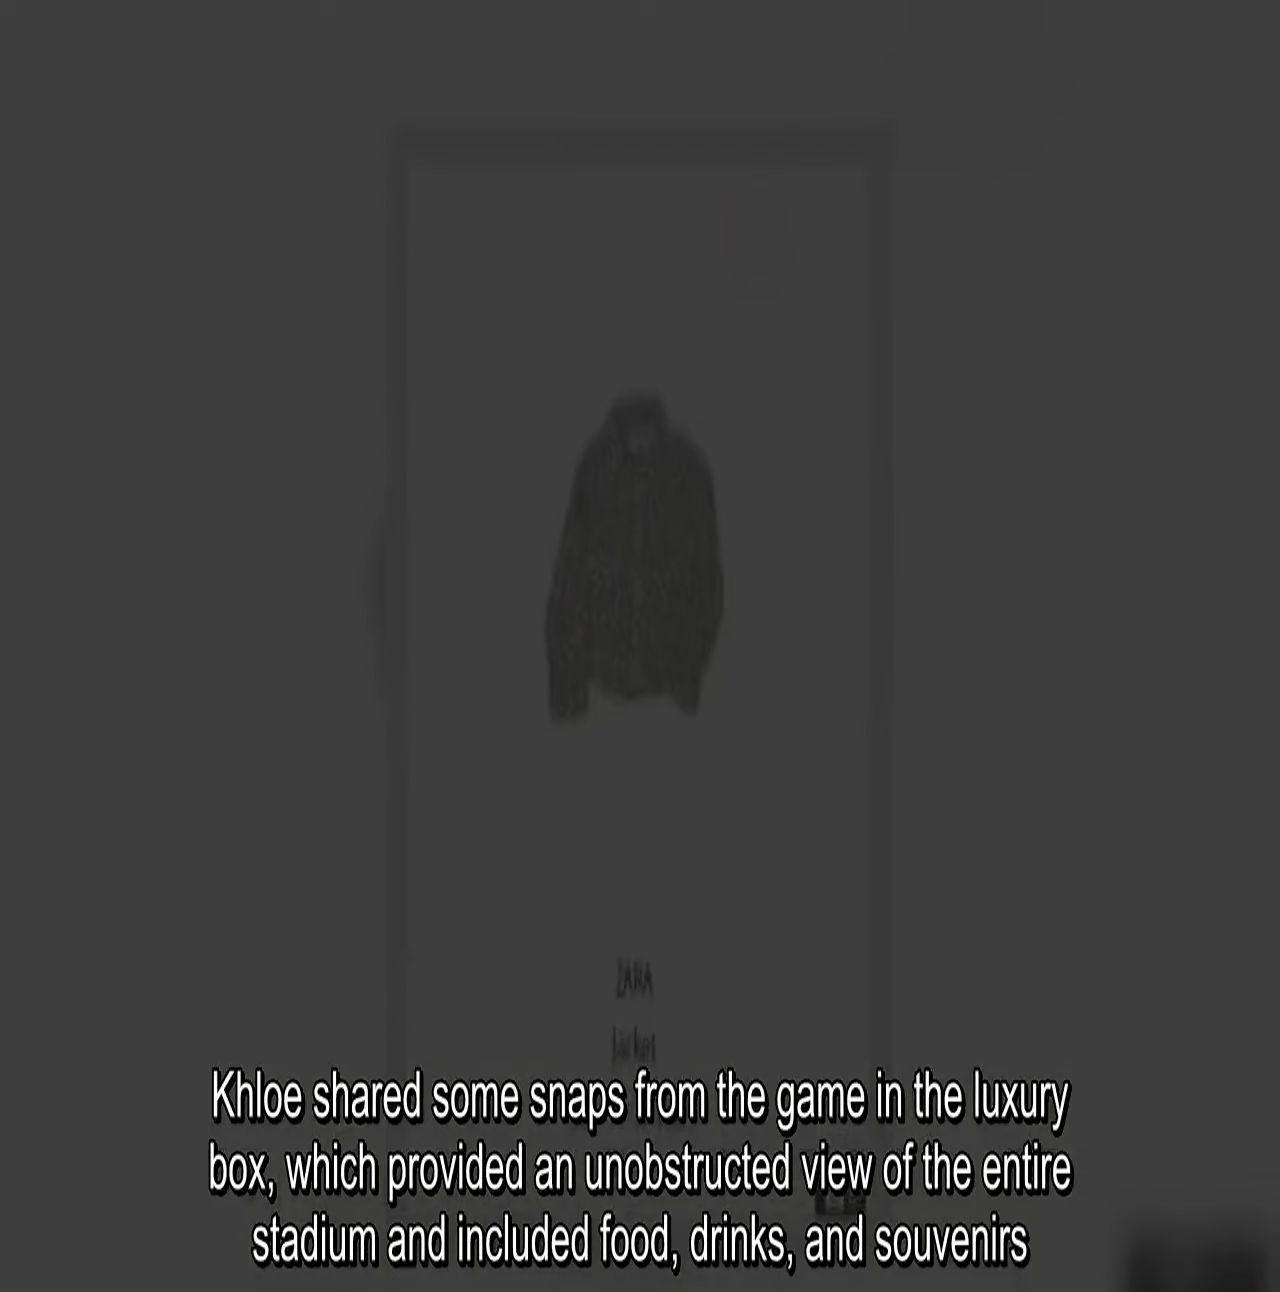 ZARA
Jacket
Khloe shared some snaps from the game in the luxury
box, which provided an unobstructed view of the entire
stadium and included food, drinks, and souvenirs